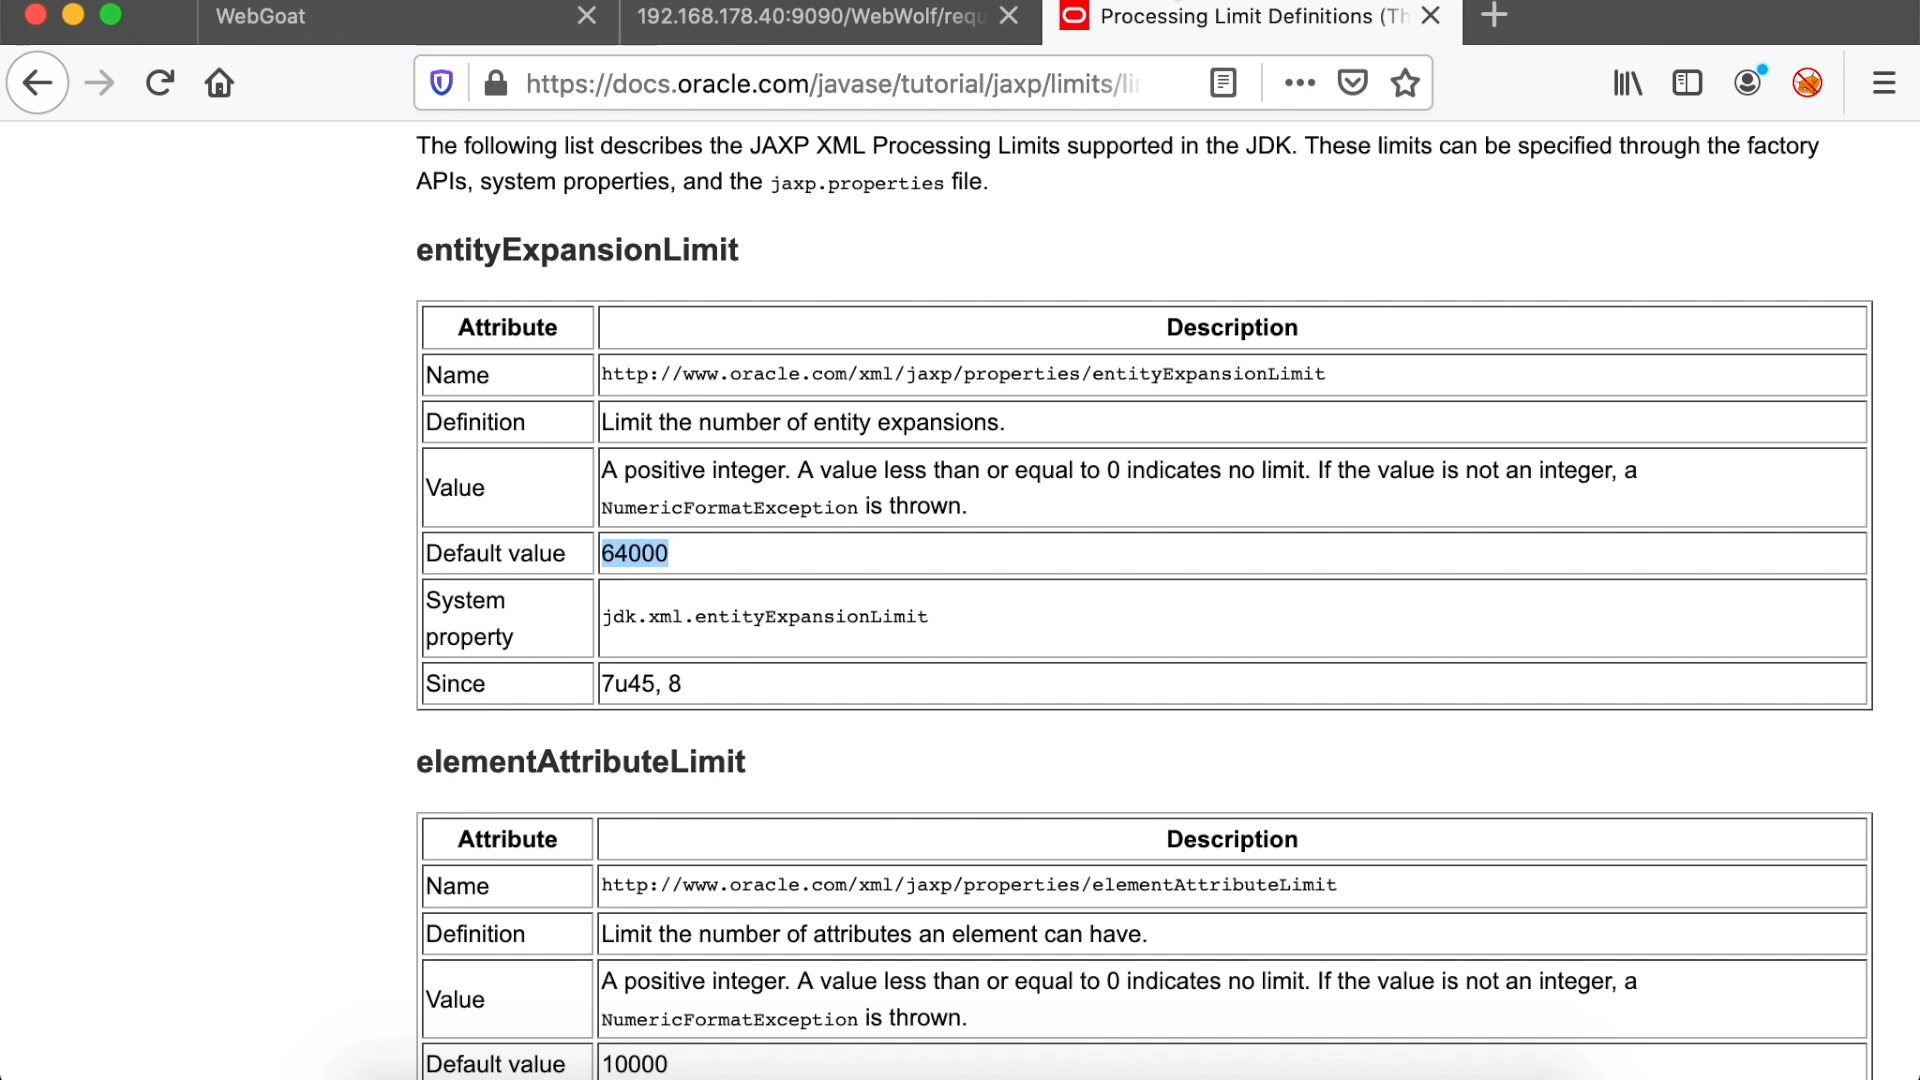 WebGoat
192.168.178.40:9090/WebWolf/requ
Processing Limit Definitions (Th
https://docs.oracle.com/javase/tutorial/jaxp/limits/lir
The following list describes the JAXP XML Processing Limits supported in the JDK. These limits can be specified through the factory
APIs, system properties, and the jaxp.properties file.
entityExpansionLimit
Attribute Description
Name http://www.oracle.com/xml/jaxp/properties/entityExpansionLimit
Definition Limit the number of entity expansions.
Value A positive integer. A value less than or equal to 0 indicates no limit. If the value is not an integer, a
NumericFormatException is thrown.
Default value 64000
System
property jdk.xml.entityExpansionLimit
Since 7u45, 8
elementAttributeLimit
Attribute Description
Name http://www.oracle.com/xml/jaxp/properties/elementAttributeLimit
Definition Limit the number of attributes an element can have.
Value A positive integer. A value less than or equal to 0 indicates no limit. If the value is not an integer, a
NumericFormatException is thrown.
Default value 10000